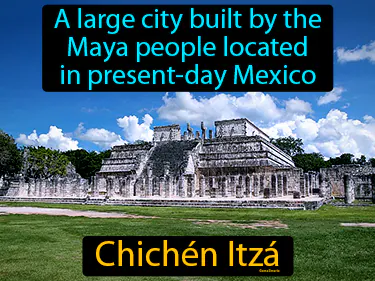 A large city built by the
Maya people located
in present-day Mexico
Chichén Itzá